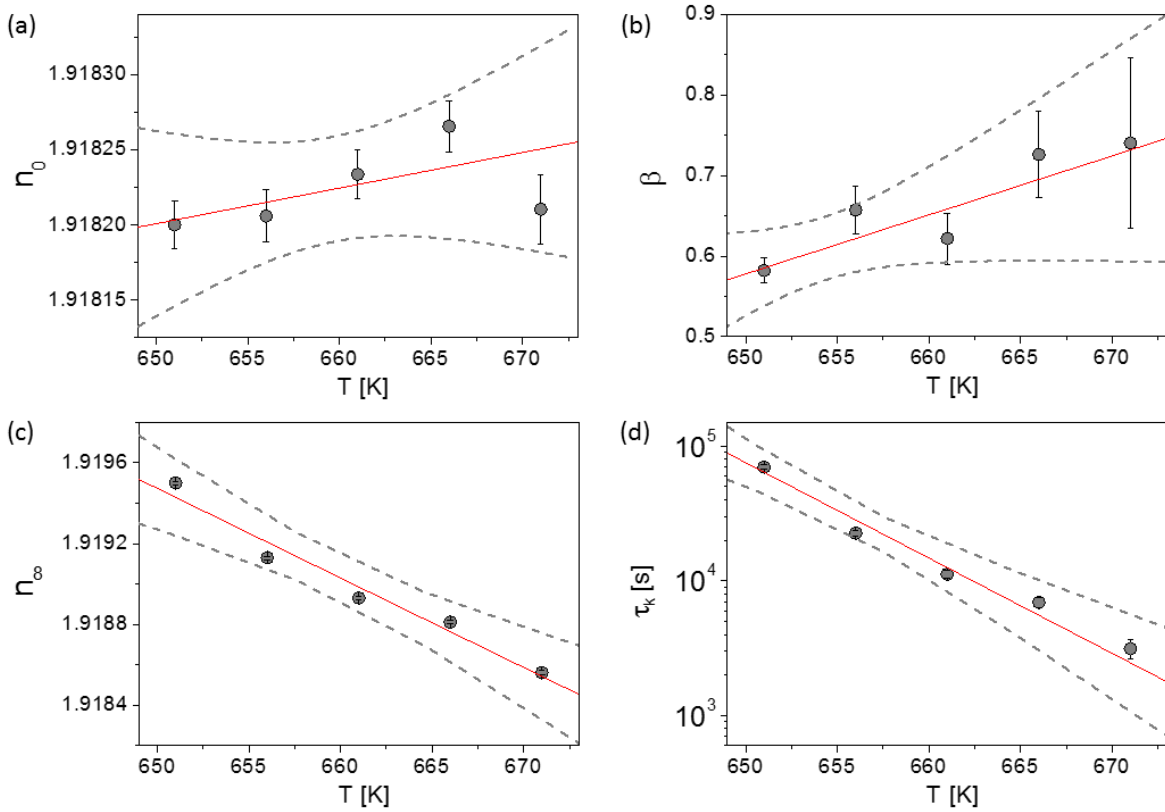 (a)
n0
1.91830
1.91825
1.91820
1.91815
650 655 660 665 670
T [K]
(b)
β
0.9
0.8
0.7
0.6
0.5
650 655 660 665 670
T [K]
(c)
n∞
1.9196
1.9192
1.9188
1.9184
650 655 660 665 670
T [K]
(d)
τk [s]
10^5
10^4
10^3
650 655 660 665 670
T [K]